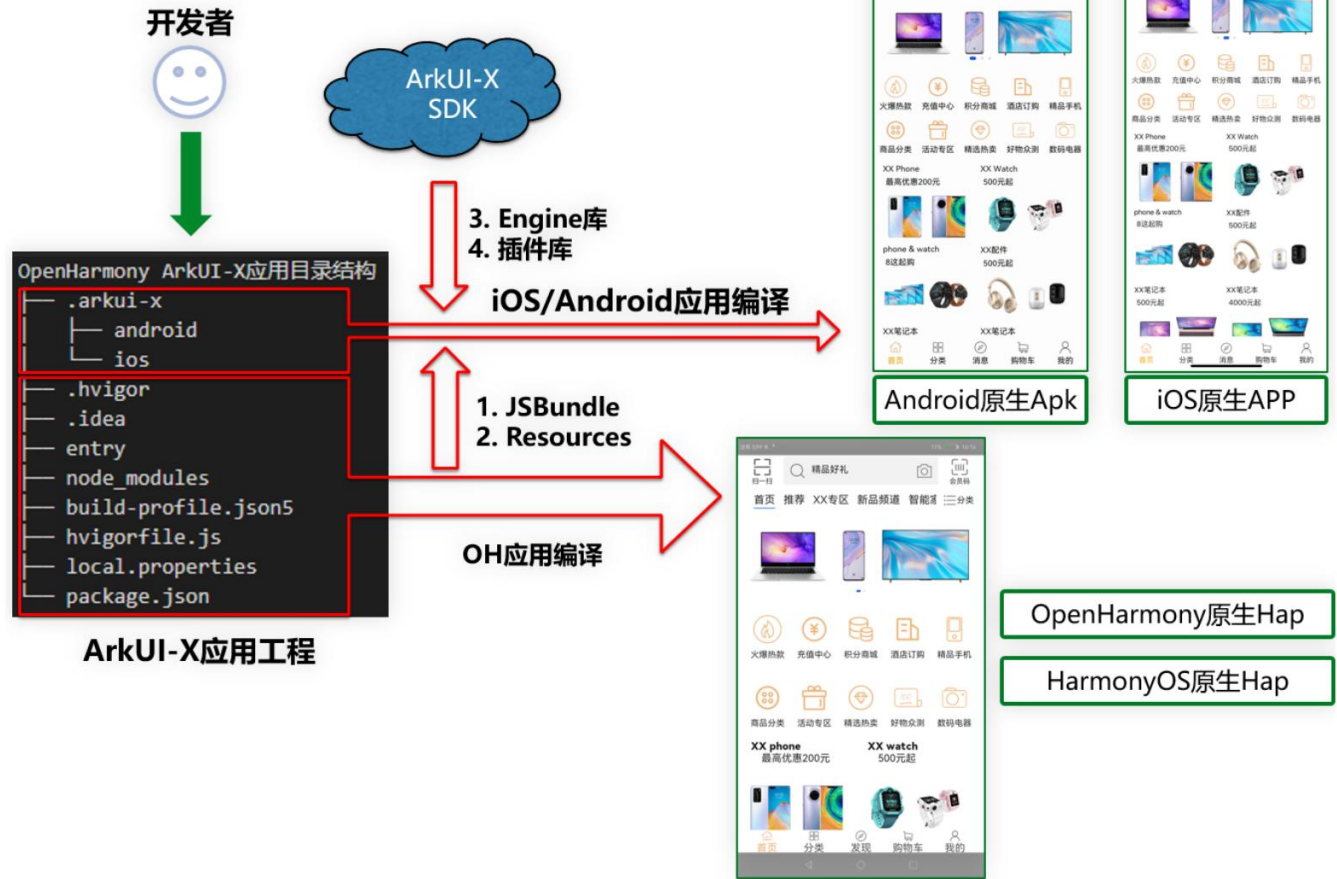 开发者
ArkUI-X
SDK
3. Engine库
4. 插件库
OpenHarmony ArkUI-X应用目录结构
.arkui-x
android
ios
.hvigor
.idea
entry
node_modules
build-profile.json5
hvigorfile.js
local.properties
package.json
iOS/Android应用编译
1. JSBundle
2. Resources
OH应用编译
ArkUI-X应用工程
火爆热款 充值中心 积分商城 酒店订购 精品手机
商品分类 活动专区 精选热卖 好物众测 数码电器
XX Phone XX Watch
最高优惠200元 500元起
phone & watch XX配件
8送起购 500元起
XX笔记本 XX笔记本
首页 分类 消息 购物车 我的
Android原生Apk
火爆热款 充值中心 积分商城 酒店订购 精品手机
商品分类 活动专区 精选热卖 好物众测 数码电器
XX Phone XX Watch
最高优惠200元 500元起
phone & watch XX配件
8送起购 500元起
XX笔记本 XX笔记本
500元起 4000元起
首页 分类 消息 购物车 我的
iOS原生APP
扫一扫 精品好礼 会员码
首页 推荐 XX专区 新品频道 智能 分类
火爆热款 充值中心 积分商城 酒店订购 精品手机
商品分类 活动专区 精选热卖 好物众测 数码电器
XX phone XX watch
最高优惠200元 500元起
首页 分类 发现 购物车 我的
OpenHarmony原生Hap
HarmonyOS原生Hap